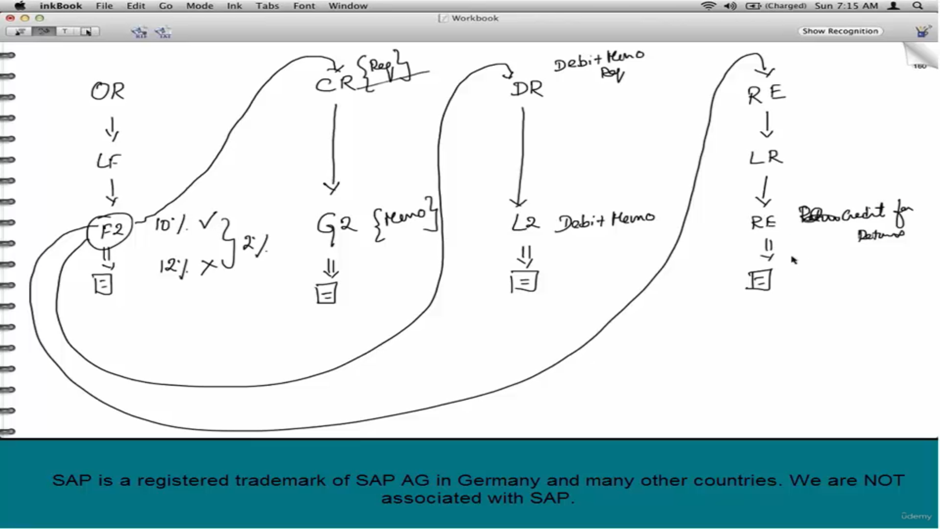 inkBook File Edit Go Mode Ink Tabs Font Window (Charged) Sun 7:15 AM
Workbook
Show Recognition
OR
LF
F2
10% ✓
12% ✗
2%
CR {Req}
G2 {Memo}
Debit Memo
Req
DR
L2 Debit Memo
RE
LR
RE Credit for
SAP is a registered trademark of SAP AG in Germany and many other countries. We are NOT
associated with SAP.
ûdemy